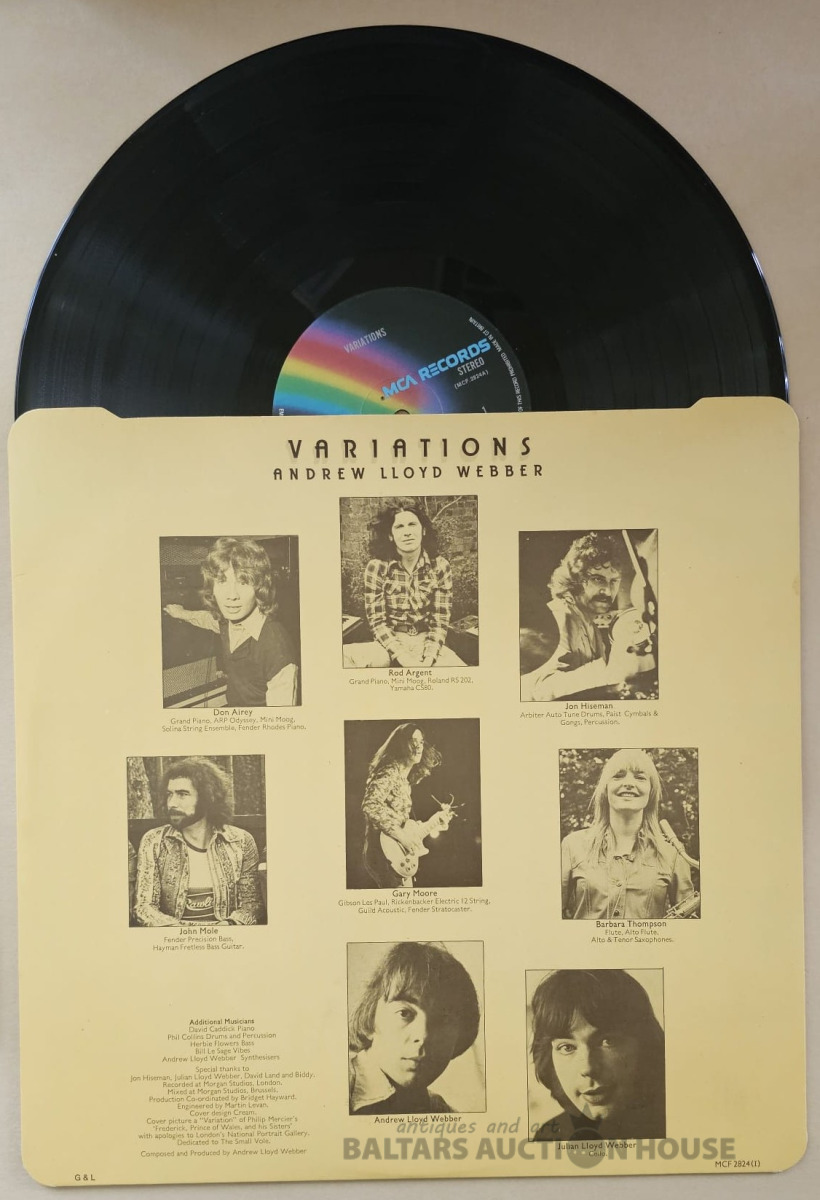 VARIATIONS
MCA RECORDS
STEREO
(MCF 2824A)
1
MADE IN GT BRITAIN
VARIATIONS
ANDREW LLOYD WEBBER
Don Airey
Grand Piano, ARP Odyssey, Mini Moog,
Solina String Ensemble, Fender Rhodes Piano.
Rod Argent
Grand Piano, Mini Moog, Roland RS 202,
Yamaha CS80.
Jon Hiseman
Arbiter Auto Tune Drums, Paist Cymbals &
Gongs, Percussion.
John Mole
Fender Precision Bass,
Hayman Fretless Bass Guitar.
Gary Moore
Gibson Les Paul, Rickenbacker Electric 12 String,
Guild Acoustic, Fender Stratocaster.
Barbara Thompson
Flute, Alto Flute,
Alto & Tenor Saxophones.
Additional Musicians
David Caddick Piano
Phil Collins Drums and Percussion
Herbie Flowers Bass
Bill Le Sage Vibes
Andrew Lloyd Webber Synthesisers
Special thanks to
Jon Hiseman, Julian Lloyd Webber, David Land and Biddy.
Recorded at Morgan Studios, London.
Mixed at Morgan Studios, Brussels.
Production Co-ordinated by Bridget Hayward.
Engineered by Martin Levan.
Cover design Cream.
Cover picture a "Variation" of Philip Mercier's
'Frederick, Prince of Wales, and his Sisters'
with apologies to London's National Portrait Gallery.
Dedicated to The Small Vole.
Composed and Produced by Andrew Lloyd Webber
Andrew Lloyd Webber
Julian Lloyd Webber
Cello.
G & L
MCF 2824(1)
antiques and art
BALTARS AUCTION HOUSE